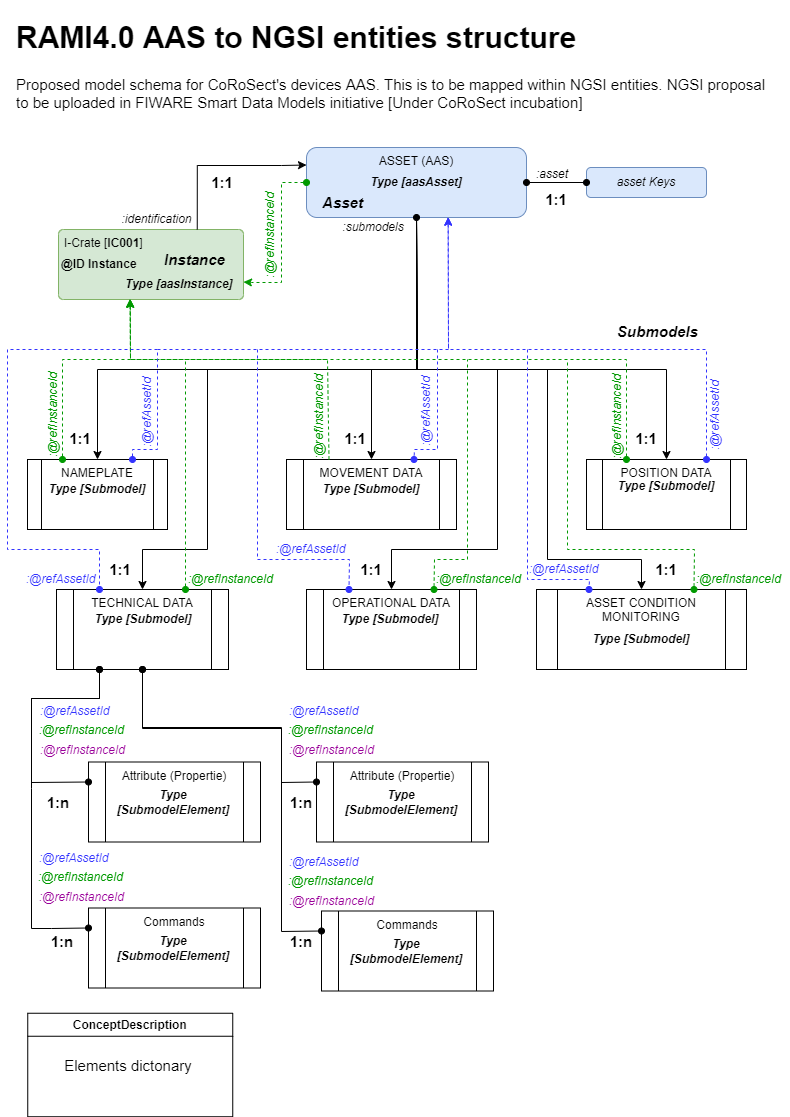 RAMI4.0 AAS to NGSI entities structure
Proposed model schema for CoRoSect's devices AAS. This is to be mapped within NGSI entities. NGSI proposal
to be uploaded in FIWARE Smart Data Models initiative [Under CoRoSect incubation]
ASSET (AAS)
Type [aasAsset]
Asset
:asset
1:1
asset Keys
1:1
:@refInstanceId
:identification
:submodels
I-Crate [IC001]
@ID Instance
Instance
Type [aasInstance]
Submodels
:@refInstanceId
1:1
:@refAssetId
:@refInstanceId
1:1
:@refAssetId
:@refInstanceId
1:1
:@refAssetId
NAMEPLATE
Type [Submodel]
MOVEMENT DATA
Type [Submodel]
POSITION DATA
Type [Submodel]
:@refAssetId
1:1
:@refInstanceId
:@refAssetId
1:1
:@refInstanceId
:@refAssetId
1:1
:@refInstanceId
TECHNICAL DATA
Type [Submodel]
OPERATIONAL DATA
Type [Submodel]
ASSET CONDITION
MONITORING
Type [Submodel]
:@refAssetId
:@refInstanceId
:@refInstanceId
:@refAssetId
:@refInstanceId
:@refInstanceId
1:n
Attribute (Propertie)
Type
[SubmodelElement]
1:n
Attribute (Propertie)
Type
[SubmodelElement]
:@refAssetId
:@refInstanceId
:@refInstanceId
:@refAssetId
:@refInstanceId
:@refInstanceId
1:n
Commands
Type
[SubmodelElement]
1:n
Commands
Type
[SubmodelElement]
ConceptDescription
Elements dictonary